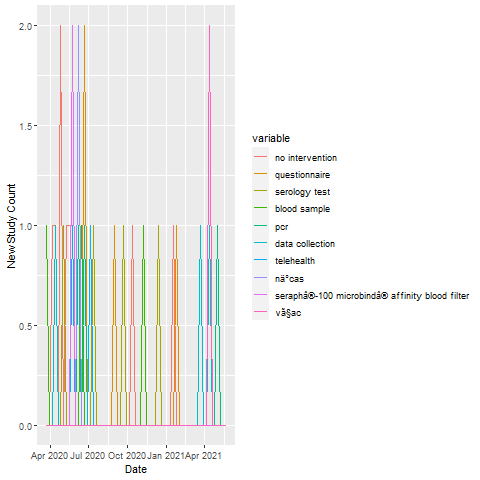 2.0
1.5
1.0
0.5
0.0
New Study Count
Apr 2020 Jul 2020 Oct 2020 Jan 2021 Apr 2021
Date
variable
no intervention
questionnaire
serology test
blood sample
pcr
data collection
telehealth
nä°cas
seraphâ®-100 microbindâ® affinity blood filter
vã§ac